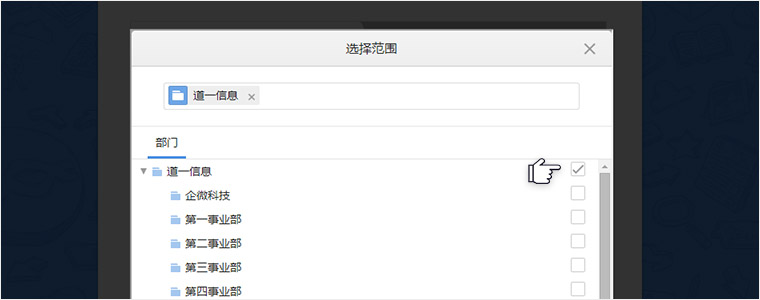 选择范围
道一信息
部门
道一信息
企微科技
第一事业部
第二事业部
第三事业部
第四事业部